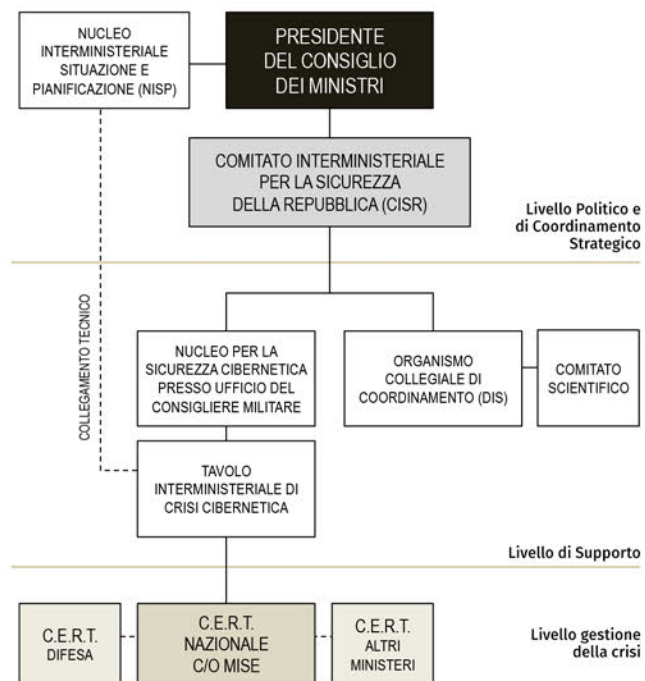 NUCLEO
INTERMINISTERIALE
SITUAZIONE E
PIANIFICAZIONE (NISP)
PRESIDENTE
DEL CONSIGLIO
DEI MINISTRI
COMITATO INTERMINISTERIALE
PER LA SICUREZZA
DELLA REPUBBLICA (CISR)
Livello Politico e
di Coordinamento
Strategico
COLLEGAMENTO TECNICO
NUCLEO PER LA
SICUREZZA CIBERNETICA
PRESSO UFFICIO DEL
CONSIGLIERE MILITARE
ORGANISMO
COLLEGIALE DI
COORDINAMENTO (DIS)
COMITATO
SCIENTIFICO
TAVOLO
INTERMINISTERIALE DI
CRISI CIBERNETICA
Livello di Supporto
C.E.R.T.
DIFESA
C.E.R.T.
NAZIONALE
C/O MISE
C.E.R.T.
ALTRI
MINISTERI
Livello gestione
della crisi